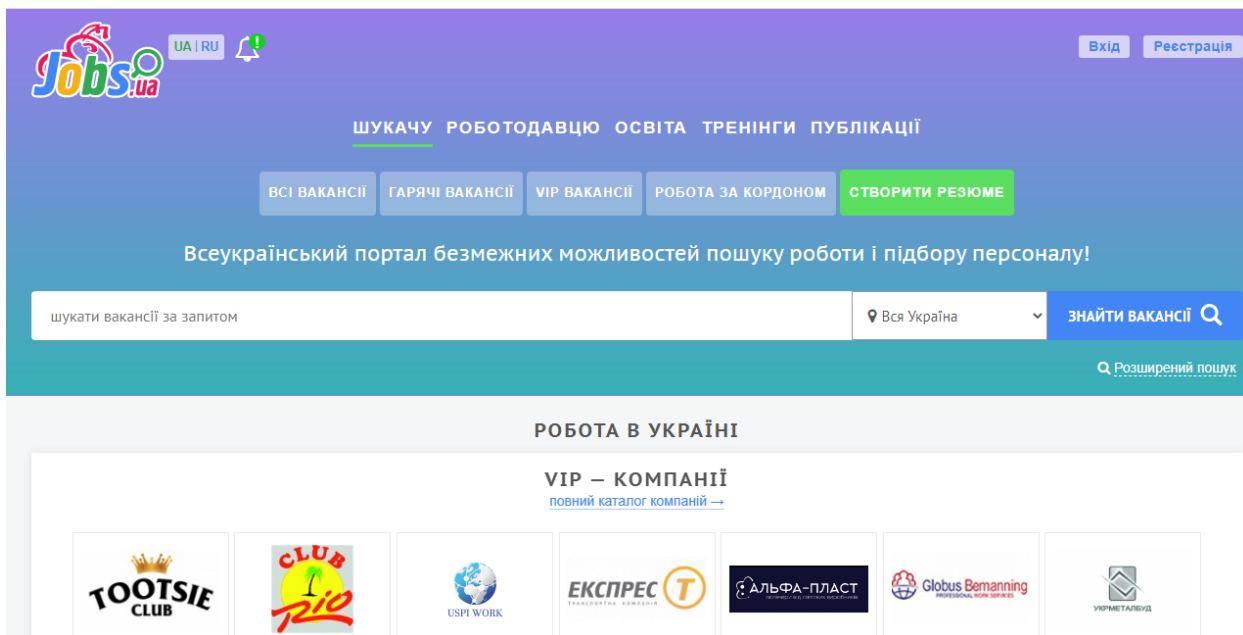 Jobs.ua
UA | RU
Вхід
Реєстрація
ШУКАЧУ РОБОТОДАВЦЮ ОСВІТА ТРЕНІНГИ ПУБЛІКАЦІЇ
ВСІ ВАКАНСІЇ ГАРЯЧІ ВАКАНСІЇ VIP ВАКАНСІЇ РОБОТА ЗА КОРДОНОМ СТВОРИТИ РЕЗЮМЕ
Всеукраїнський портал безмежних можливостей пошуку роботи і підбору персоналу!
шукати вакансії за запитом
Вся Україна
ЗНАЙТИ ВАКАНСІЇ
Розширений пошук
РОБОТА В УКРАЇНІ
VIP — КОМПАНІЇ
повний каталог компаній →
TOOTSIE
CLUB
CLUB
Rio
USPI WORK
ЕКСПРЕС Т
ТРАНСПОРТНА КОМПАНІЯ
АЛЬФА-ПЛАСТ
Globus Bemanning
PROFESSIONAL WORK SERVICES
УКРМЕТАЛБУД